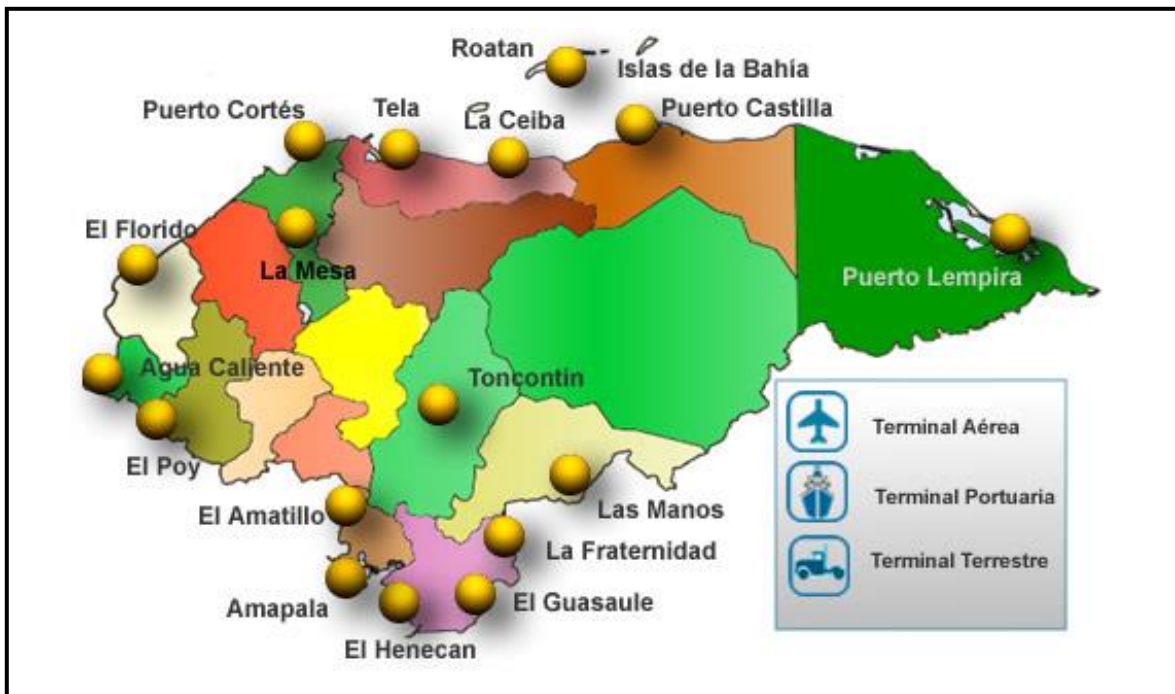 Roatan
Islas de la Bahía
Puerto Cortés
Tela
La Ceiba
Puerto Castilla
El Florido
La Mesa
Puerto Lempira
Agua Caliente
Toncontin
Terminal Aérea
El Poy
Terminal Portuaria
El Amatillo
Las Manos
La Fraternidad
Terminal Terrestre
Amapala
El Guasaule
El Henecan